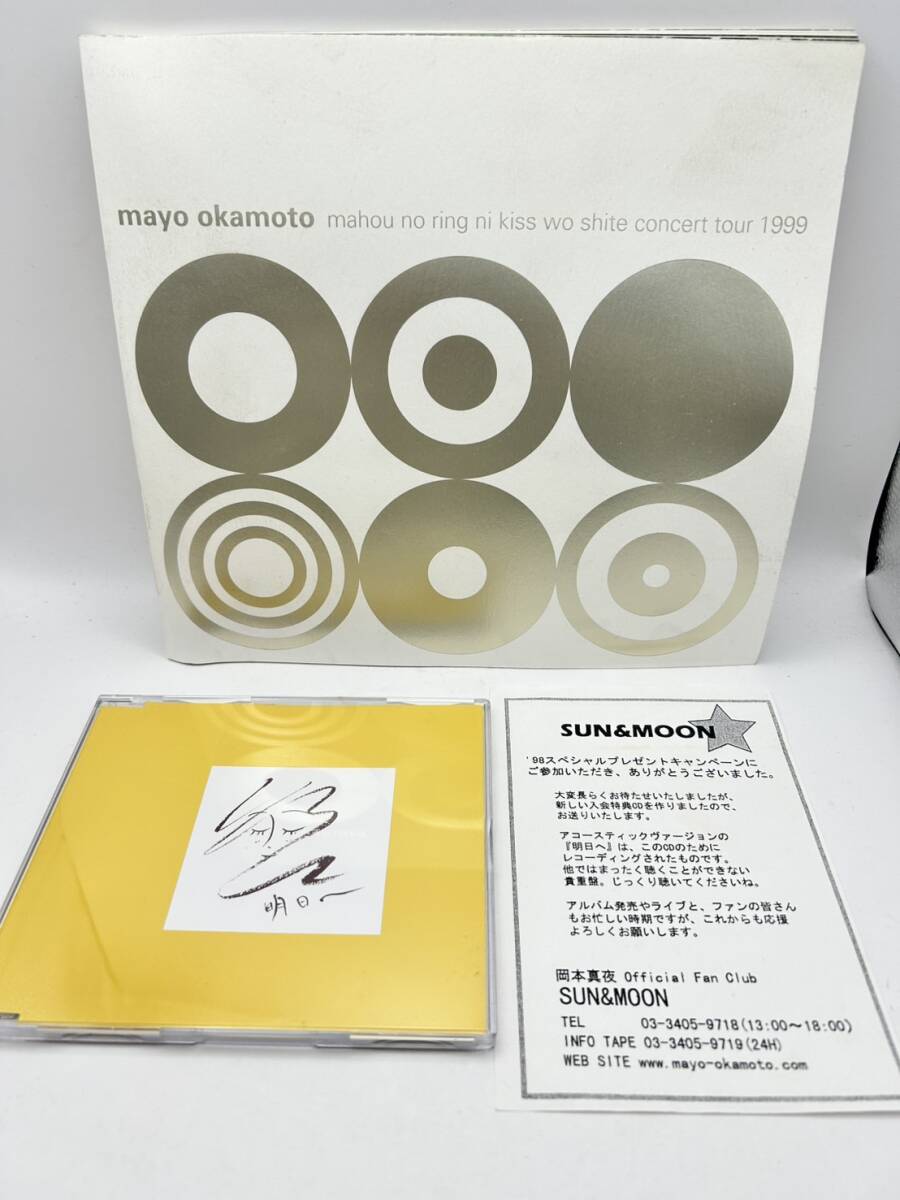 mayo okamoto mahou no ring ni kiss wo shite concert tour 1999
明日へ
SUN&MOON
'98スペシャルプレゼントキャンペーンに
ご参加いただき、ありがとうございました。
大変長らくお待たせいたしましたが、
新しい入会特典CDを作りましたので、
お送りいたします。
アコースティックヴァージョンの
『明日へ』は、このCDのために
レコーディングされたものです。
他ではまったく聴くことができない
貴重盤。じっくり聴いてくださいね。
アルバム発売やライブと、ファンの皆さん
もお忙しい時期ですが、これからも応援
よろしくお願いします。
岡本真夜 Official Fan Club
SUN&MOON
TEL 03-3405-9718(13:00～18:00)
INFO TAPE 03-3405-9719(24H)
WEB SITE www.mayo-okamoto.com